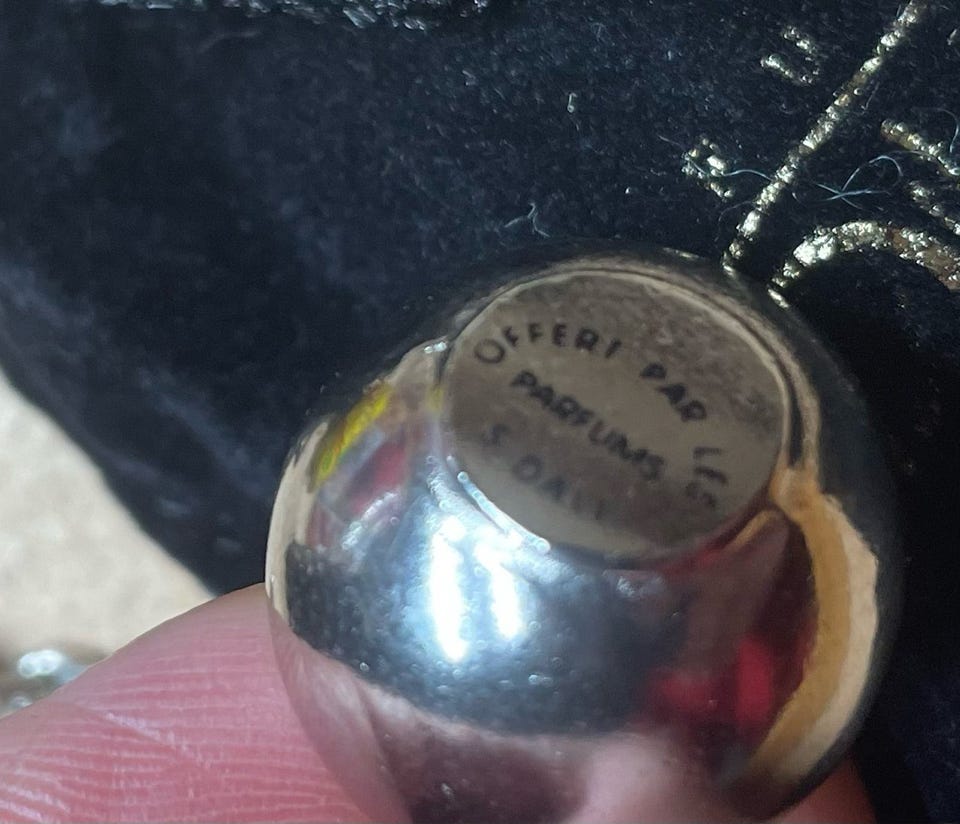 OFFERT PAR LES
PARFUMS
S. DALI